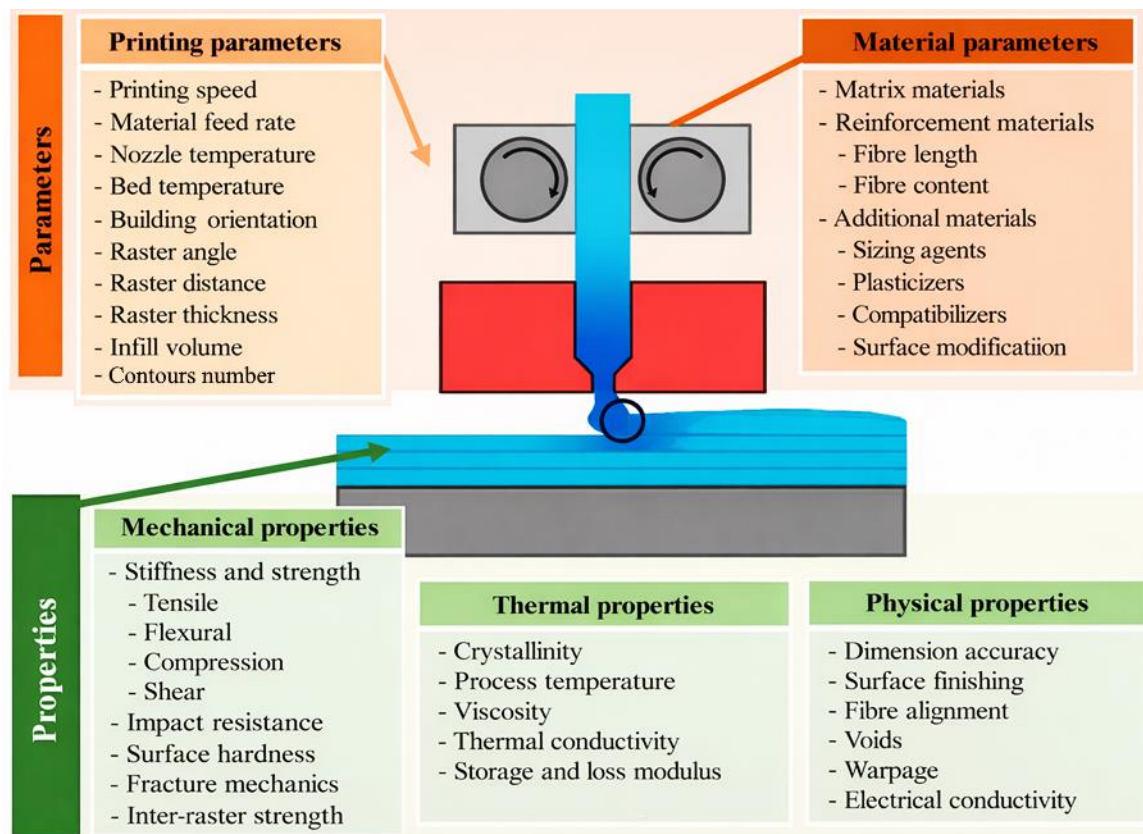 Parameters
Printing parameters
- Printing speed
- Material feed rate
- Nozzle temperature
- Bed temperature
- Building orientation
- Raster angle
- Raster distance
- Raster thickness
- Infill volume
- Contours number
Material parameters
- Matrix materials
- Reinforcement materials
- Fibre length
- Fibre content
- Additional materials
- Sizing agents
- Plasticizers
- Compatibilizers
- Surface modificatiion
Properties
Mechanical properties
- Stiffness and strength
- Tensile
- Flexural
- Compression
- Shear
- Impact resistance
- Surface hardness
- Fracture mechanics
- Inter-raster strength
Thermal properties
- Crystallinity
- Process temperature
- Viscosity
- Thermal conductivity
- Storage and loss modulus
Physical properties
- Dimension accuracy
- Surface finishing
- Fibre alignment
- Voids
- Warpage
- Electrical conductivity